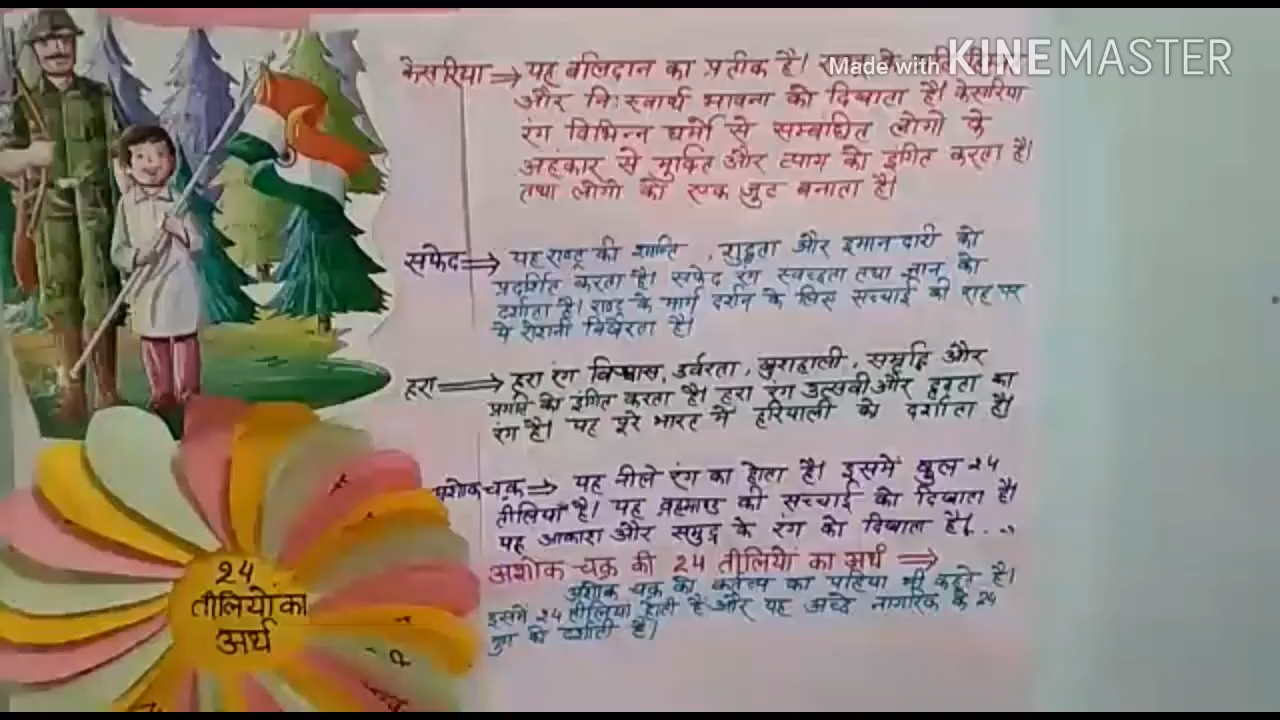 Made with KINEMASTER
केसरिया ⇒ यह बलिदान का प्रतीक है।
और निःस्वार्थ भावना को दिखाता है। केसरिया
रंग विभिन्न धर्मो से सम्बंधित लोगो के
अहंकार से मुक्ति और त्याग को इंगित करता है।
तथा लोगो को एक जुट बनाता है।
सफेद ⇒ यह राष्ट्र की शान्ति , शुद्धता और इमानदारी को
प्रदर्शित करता है। सफेद रंग स्वच्छता तथा ज्ञान को
दर्शाता है। राष्ट्र के मार्ग दर्शन के लिए सच्चाई की राह पर
ये रोशनी बिखेरता है।
हरा ⇒ हरा रंग विश्वास, उर्वरता, खुशहाली, समृद्धि और
प्रगति को इंगित करता है। हरा रंग उत्सवी और दृढता का
रंग है। यह पूरे भारत में हरियाली को दर्शाता है।
अशोक चक्र ⇒ यह नीले रंग का होता है। इसमें कुल 24
तीलियाँ है। यह ब्रह्माण्ड की सच्चाई को दिखाता है।
यह आकाश और समुद्र के रंग को दिखाता है। ...
अशोक चक्र की 24 तीलियों का अर्थ ⇒
अशोक चक्र को कर्तव्य का पहिया भी कहते है।
इसमें 24 तीलियां होती हैं और यह अच्छे नागरिक के 24
गुण को दर्शाती है।
24
तीलियों का
अर्थ